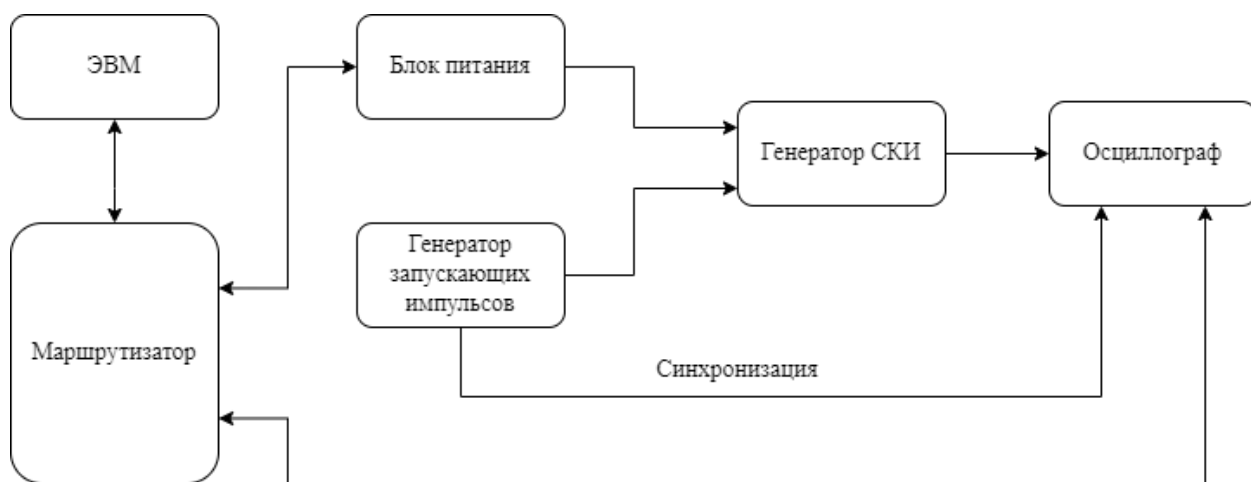 ЭВМ
Блок питания
Генератор СКИ
Осциллограф
Генератор
запускающих
импульсов
Маршрутизатор
Синхронизация